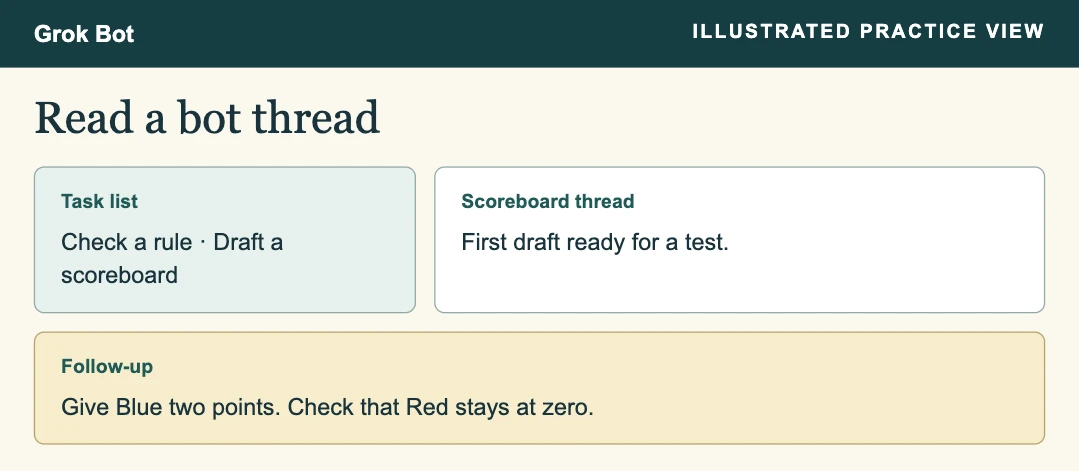 Grok Bot
ILLUSTRATED PRACTICE VIEW
Read a bot thread
Task list
Check a rule · Draft a
scoreboard
Scoreboard thread
First draft ready for a test.
Follow-up
Give Blue two points. Check that Red stays at zero.